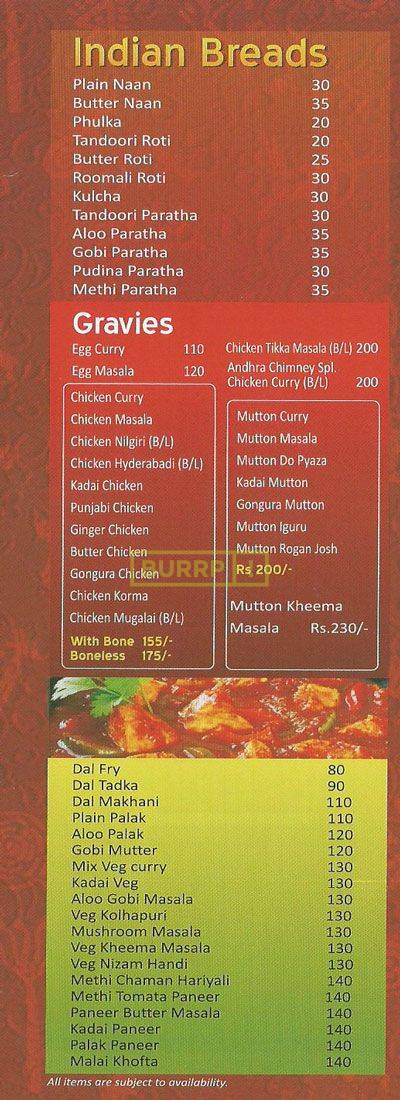 Indian Breads
Plain Naan 30
Butter Naan 35
Phulka 20
Tandoori Roti 20
Butter Roti 25
Roomali Roti 30
Kulcha 30
Tandoori Paratha 30
Aloo Paratha 35
Gobi Paratha 35
Pudina Paratha 30
Methi Paratha 35
Gravies
Egg Curry 110
Egg Masala 120
Chicken Tikka Masala (B/L) 200
Andhra Chimney Spl.
Chicken Curry (B/L) 200
Chicken Curry
Chicken Masala
Chicken Nilgiri (B/L)
Chicken Hyderabadi (B/L)
Kadai Chicken
Punjabi Chicken
Ginger Chicken
Butter Chicken
Gongura Chicken
Chicken Korma
Chicken Mugalai (B/L)
With Bone 155/-
Boneless 175/-
Mutton Curry
Mutton Masala
Mutton Do Pyaza
Kadai Mutton
Gongura Mutton
Mutton Iguru
Mutton Rogan Josh
Rs 200/-
Mutton Kheema
Masala Rs.230/-
BURRP
Dal Fry 80
Dal Tadka 90
Dal Makhani 110
Plain Palak 110
Aloo Palak 120
Gobi Mutter 120
Mix Veg curry 130
Kadai Veg 130
Aloo Gobi Masala 130
Veg Kolhapuri 130
Mushroom Masala 130
Veg Kheema Masala 130
Veg Nizam Handi 130
Methi Chaman Hariyali 140
Methi Tomata Paneer 140
Paneer Butter Masala 140
Kadai Paneer 140
Palak Paneer 140
Malai Khofta 140
All items are subject to availability.